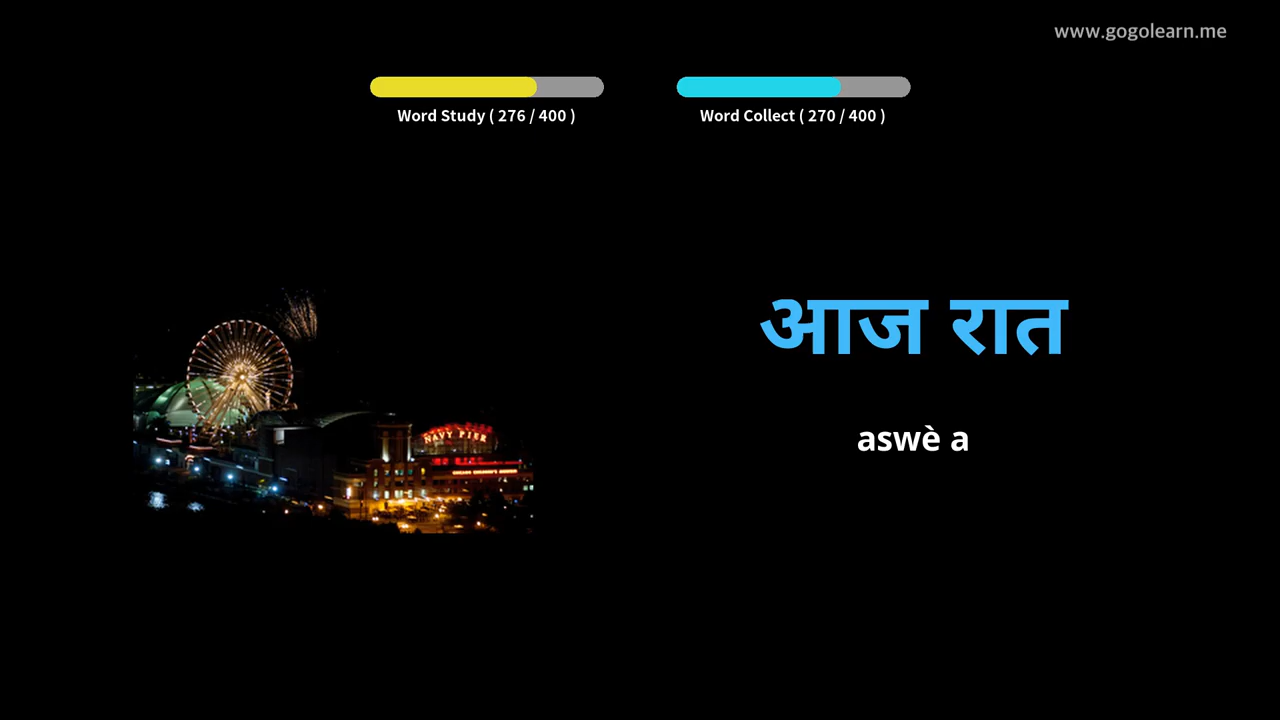 www.gogolearn.me
Word Study ( 276 / 400 )
Word Collect ( 270 / 400 )
आज रात
aswè a
NAVY PIER